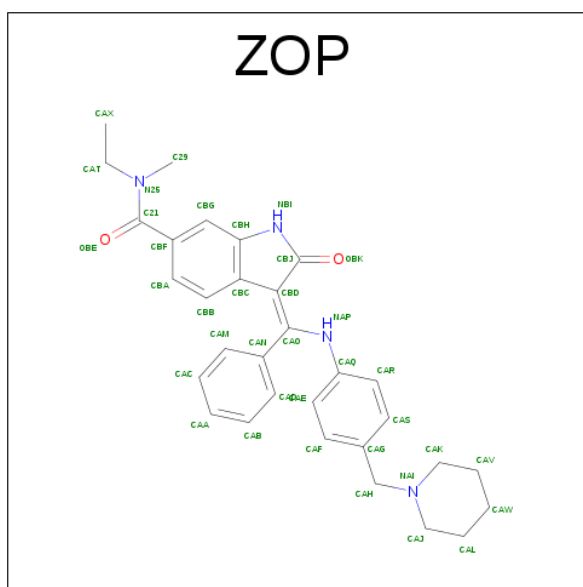 ZOP
CAX
CAT
C29
N
N25
CBG
NBI
H
N
C21
CBH
OBE
O
CBF
CBJ
O
OBK
CBA
CBC
CBD
CBB
H
NAP
N
CAM
CAN
CAO
CAQ
CAR
CAC
CAD
CAE
CAA
CAB
CAS
CAF
CAG
CAK
CAV
NAI
CAH
N
CAW
CAJ
CAL